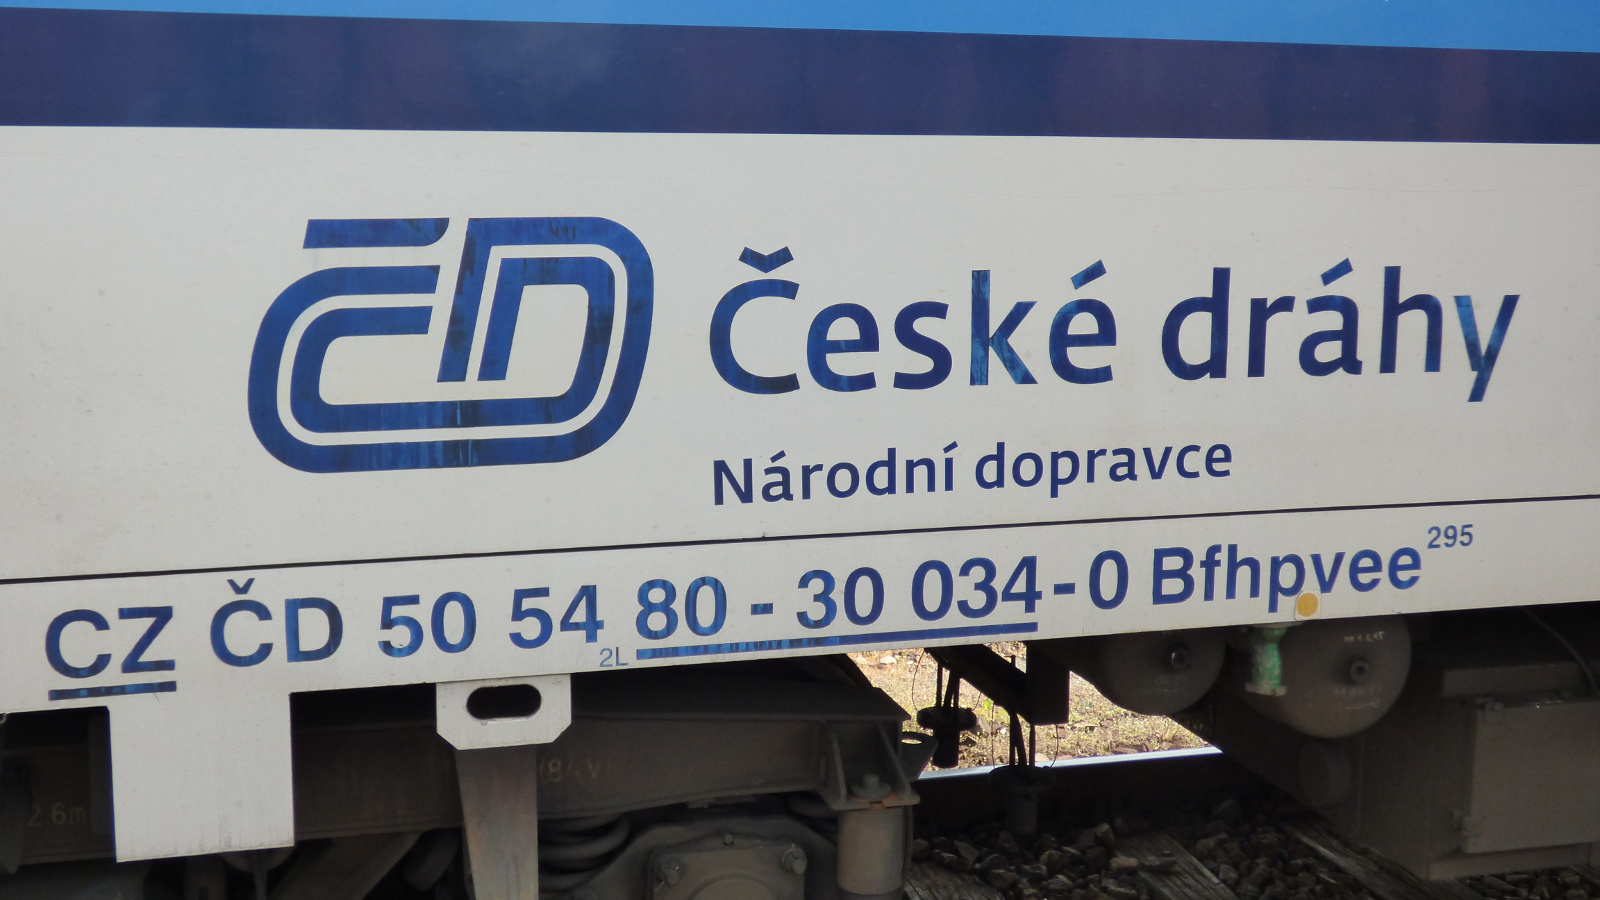 ČD České dráhy
Národní dopravce
CZ ČD 50 54 80 - 30 034 - 0 Bfhpvee 295
2L